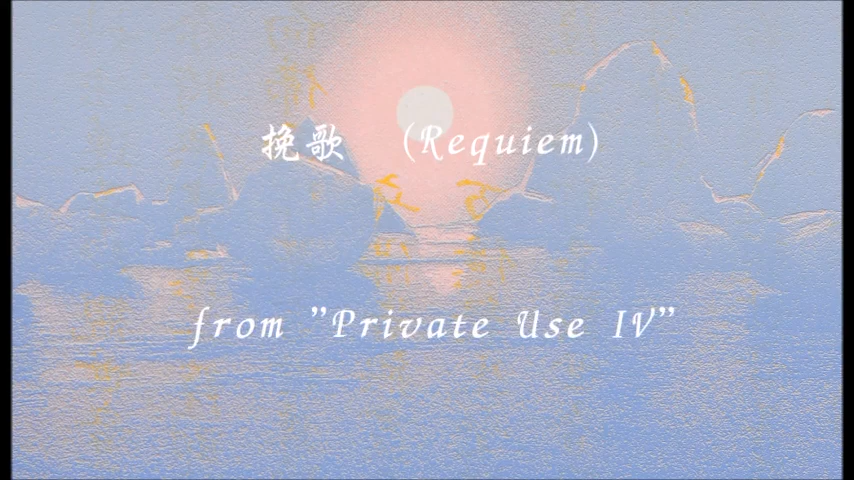 挽歌 (Requiem)
from "Private Use IV"